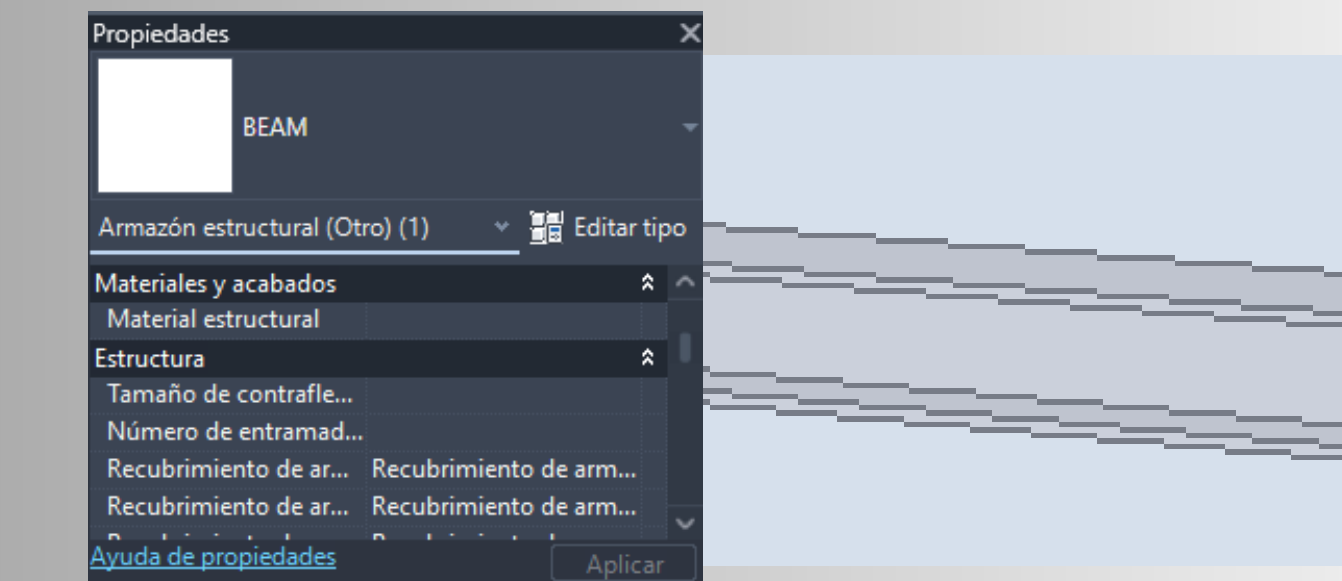 Propiedades
BEAM
Armazón estructural (Otro) (1)
Editar tipo
Materiales y acabados
Material estructural
Estructura
Tamaño de contrafle...
Número de entramad...
Recubrimiento de ar... Recubrimiento de arm...
Recubrimiento de ar... Recubrimiento de arm...
Ayuda de propiedades
Aplicar